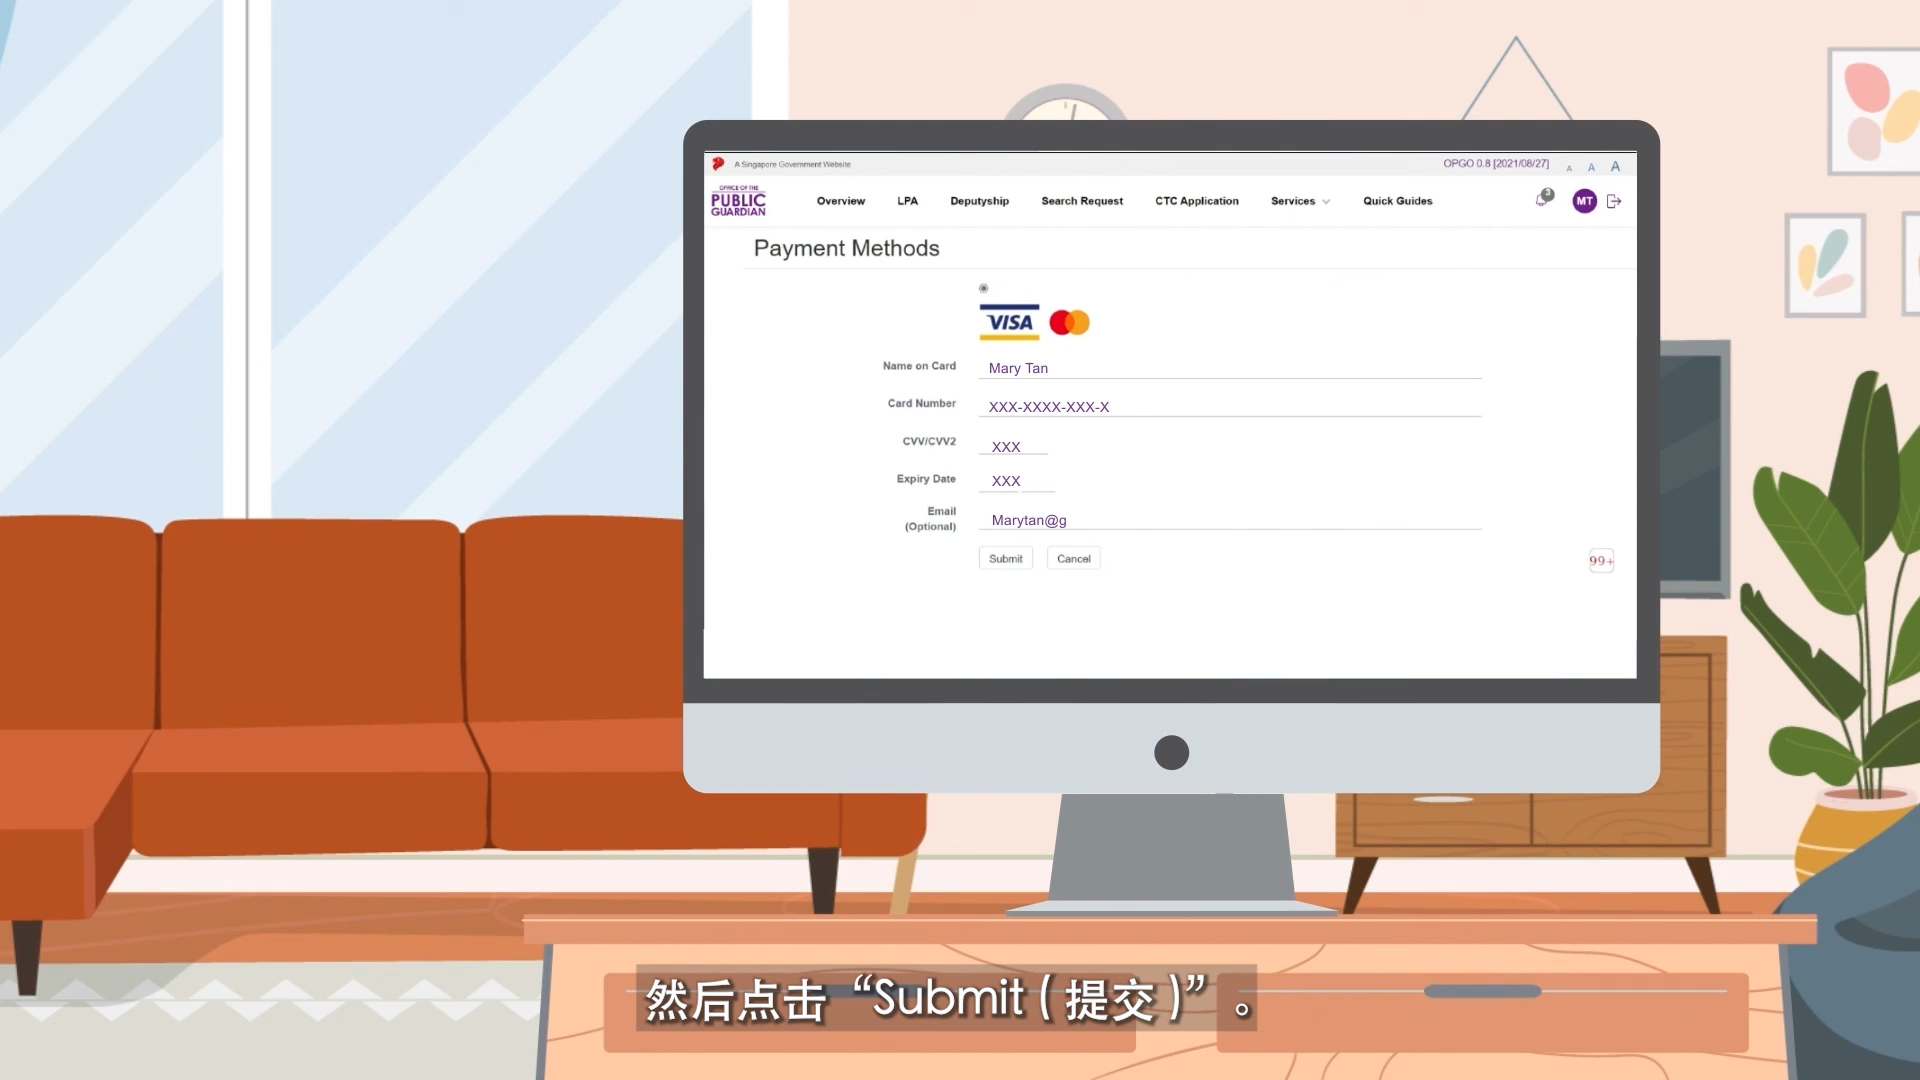 A Singapore Government Website
OPGO 0.8 [2021/08/27]
A A A
OFFICE OF THE
PUBLIC
GUARDIAN
Overview LPA Deputyship Search Request CTC Application Services Quick Guides
3
MT
Payment Methods
VISA
Name on Card Mary Tan
Card Number XXX-XXXX-XXX-X
CVV/CVV2 XXX
Expiry Date XXX
Email
(Optional) Marytan@g
Submit Cancel
99+
然后点击“Submit（提交）”。